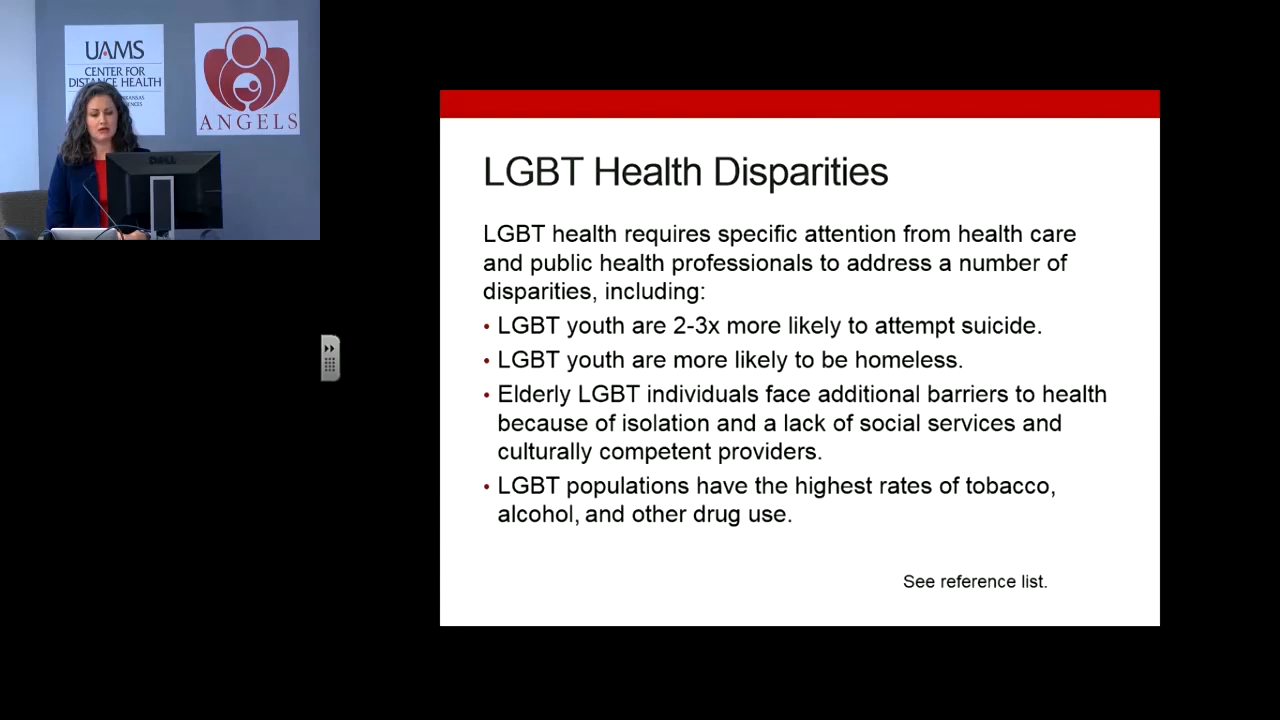 UAMS
CENTER FOR
DISTANCE HEALTH
ANGELS
DELL
LGBT Health Disparities
LGBT health requires specific attention from health care
and public health professionals to address a number of
disparities, including:
• LGBT youth are 2-3x more likely to attempt suicide.
• LGBT youth are more likely to be homeless.
• Elderly LGBT individuals face additional barriers to health
because of isolation and a lack of social services and
culturally competent providers.
• LGBT populations have the highest rates of tobacco,
alcohol, and other drug use.
See reference list.